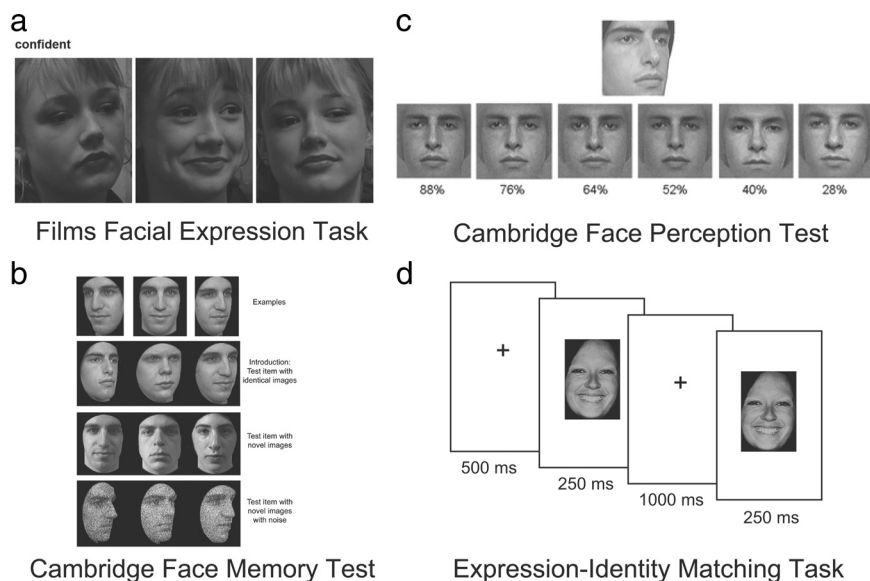 a
confident
Films Facial Expression Task
b
Examples
Introduction:
Test item with
identical images
Test item with
novel images
Test item with
novel images
with noise
Cambridge Face Memory Test
c
88% 76% 64% 52% 40% 28%
Cambridge Face Perception Test
d
+
+
500 ms
250 ms
1000 ms
250 ms
Expression-Identity Matching Task